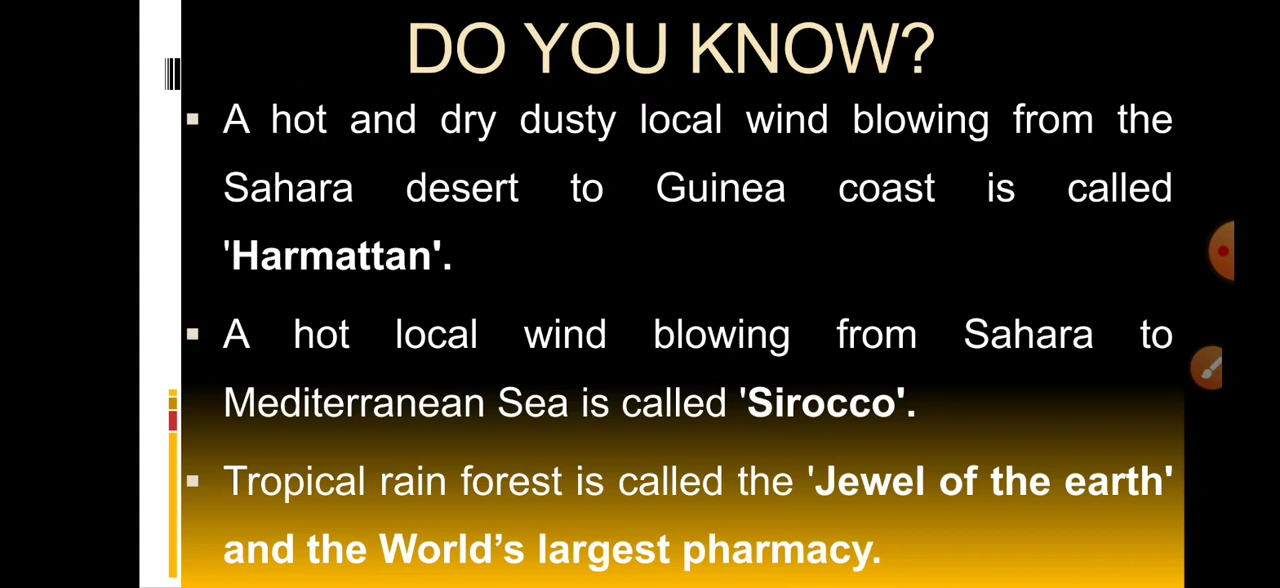 DO YOU KNOW?
▪ A hot and dry dusty local wind blowing from the
Sahara desert to Guinea coast is called
'Harmattan'.
▪ A hot local wind blowing from Sahara to
Mediterranean Sea is called 'Sirocco'.
▪ Tropical rain forest is called the 'Jewel of the earth'
and the World’s largest pharmacy.